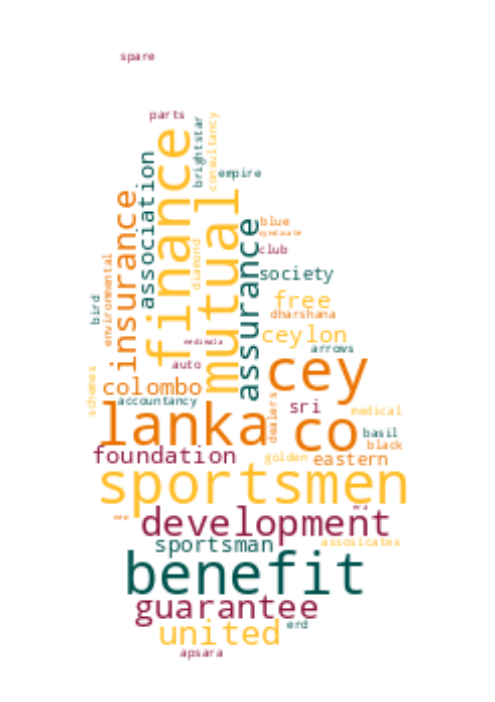 spare
parts
finance
brightstar
consultancy
association
empire
insurance
mutual
assurance
blue
syndicate
club
diamond
society
environmental
bird
free
dharshana
ceylon
arrows
auto
cey
schemes
colombo
accountancy
dealers
sri
medical
lanka
co
basil
black
foundation
golden
eastern
sportsmen
development
assosicates
sportsman
benefit
guarantee
united
erd
apsara